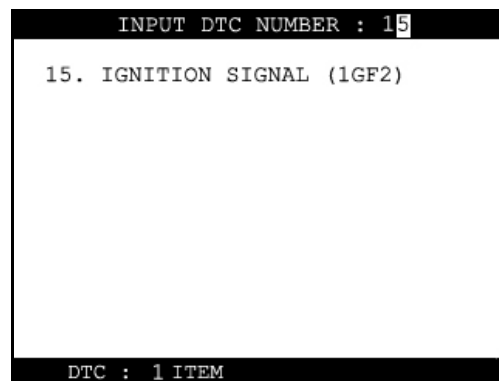 INPUT DTC NUMBER : 15
15. IGNITION SIGNAL (1GF2)
DTC : 1 ITEM